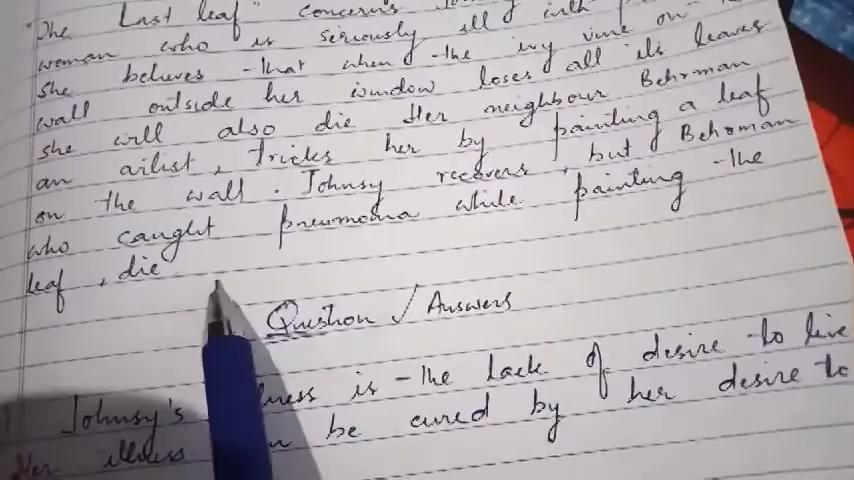 "The Last leaf" concerns
woman who is seriously ill with
she believes that when the ivy vine on
wall outside her window loses all its leaves
she will also die Her neighbour Behrman
an artist, tricks her by painting a leaf
on the wall. Johnsy recovers, but Behrman
who caught pneumonia while painting the
leaf, die
Question / Answers
Johnsy's is the lack of desire to live
Her illness be cured by her desire to